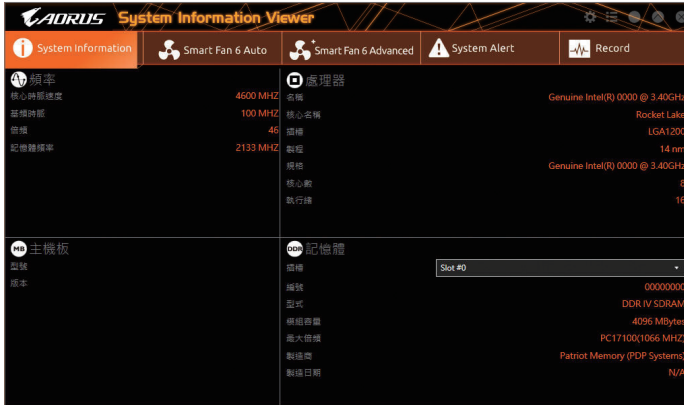 AORUS System Information Viewer
System Information
Smart Fan 6 Auto
Smart Fan 6 Advanced
System Alert
Record
頻率
核心時脈速度 4600 MHZ
基頻時脈 100 MHZ
倍頻 46
記憶體頻率 2133 MHZ
處理器
名稱 Genuine Intel(R) 0000 @ 3.40GHz
核心名稱 Rocket Lake
插槽 LGA1200
製程 14 nm
規格 Genuine Intel(R) 0000 @ 3.40GHz
核心數 8
執行緒 16
MB 主機板
型號
版本
DDR 記憶體
插槽 Slot #0
編號 00000000
型式 DDR IV SDRAM
模組容量 4096 MBytes
最大倍頻 PC17100(1066 MHZ)
製造商 Patriot Memory (PDP Systems)
製造日期 N/A